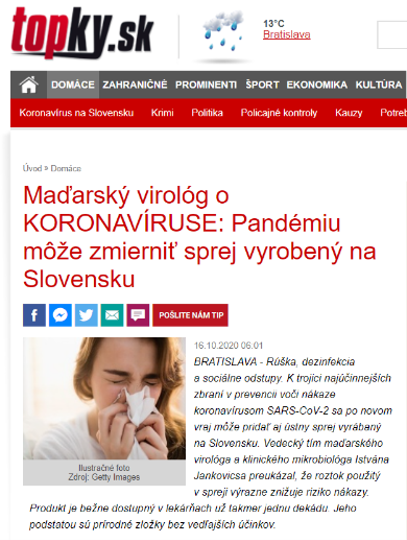 topky.sk
13°C
Bratislava
DOMÁCE ZAHRANIČNÉ PROMINENTI ŠPORT EKONOMIKA KULTÚRA
Koronavírus na Slovensku Krimi Politika Policajné kontroly Kauzy Potreb
Úvod » Domáce
Maďarský virológ o
KORONAVÍRUSE: Pandémiu
môže zmierniť sprej vyrobený na
Slovensku
POŠLITE NÁM TIP
16.10.2020 06:01
BRATISLAVA - Rúška, dezinfekcia
a sociálne odstupy. K trojici najúčinnejších
zbraní v prevencii voči nákaze
koronavírusom SARS-CoV-2 sa po novom
vraj môže pridať aj ústny sprej vyrábaný
na Slovensku. Vedecký tím maďarského
virológa a klinického mikrobiológa Istvána
Jankovicsa preukázal, že roztok použitý
v spreji výrazne znižuje riziko nákazy.
Produkt je bežne dostupný v lekárňach už takmer jednu dekádu. Jeho
podstatou sú prírodné zložky bez vedľajších účinkov.
Ilustračné foto
Zdroj: Getty Images